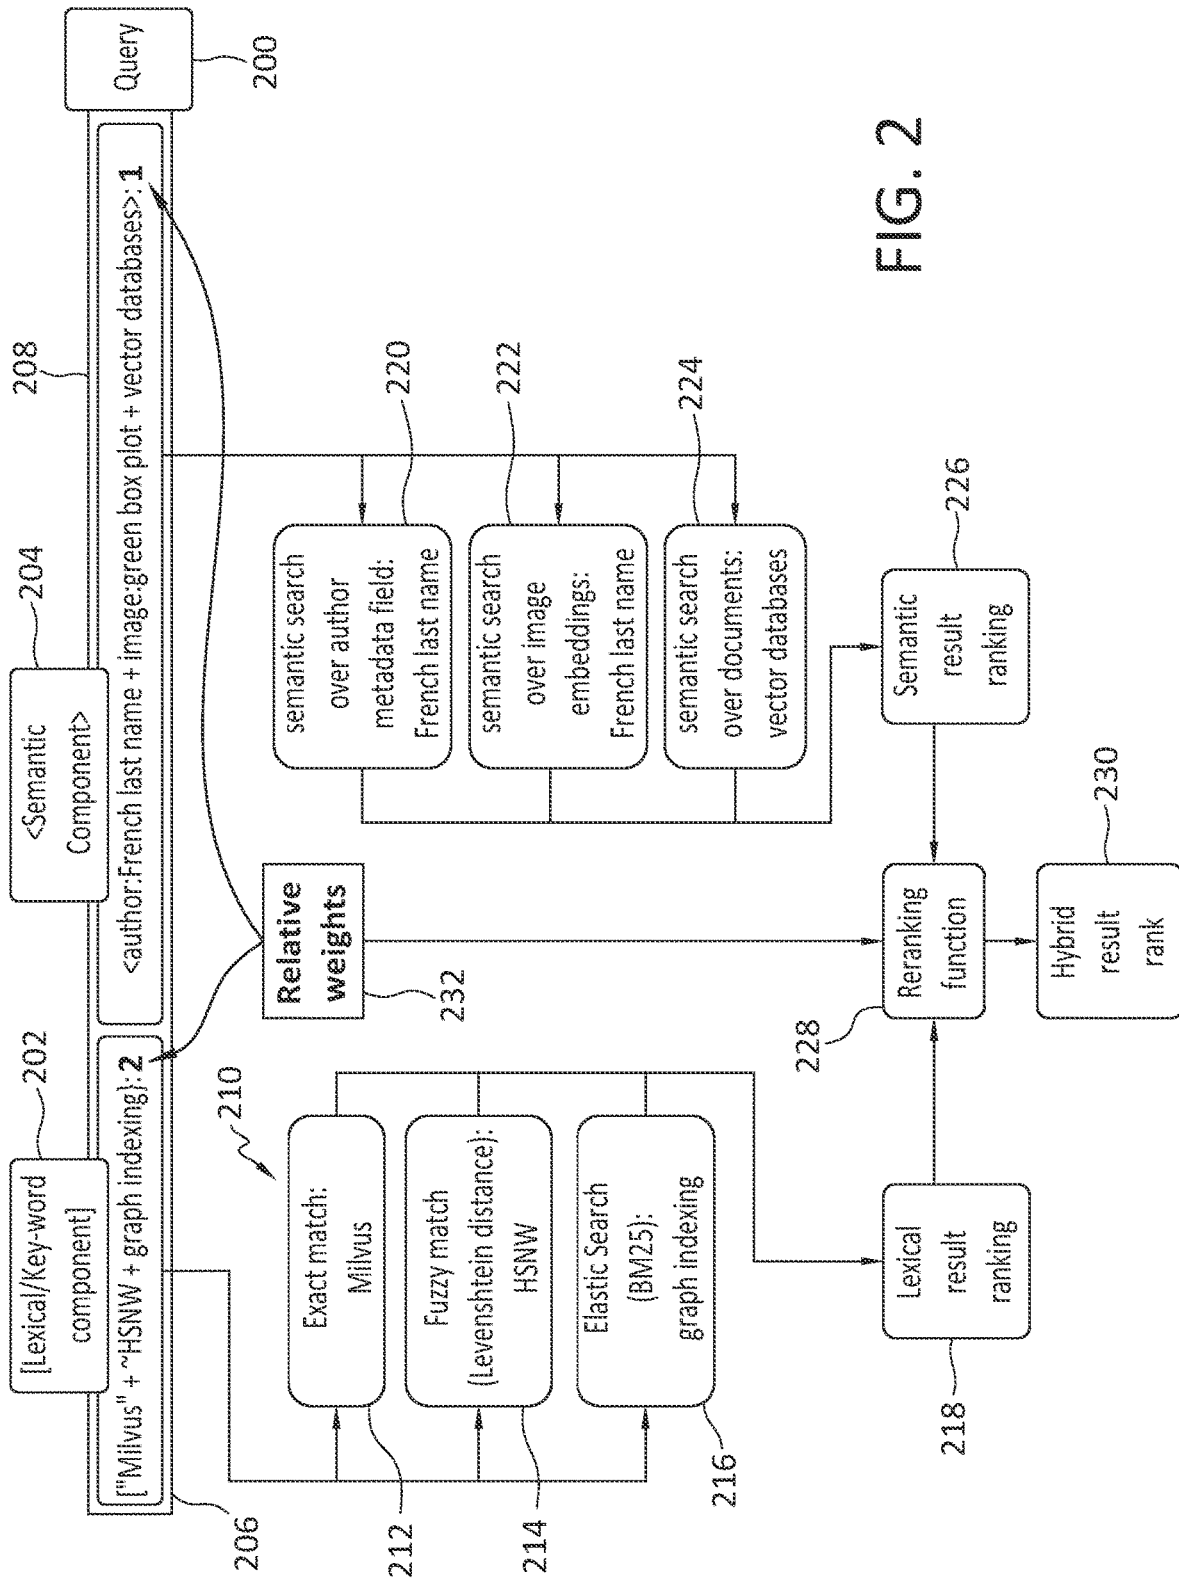 Query
200
[Lexical/Key-word
component]
202
<Semantic
Component>
204
["Milvus" + ~HSNW + graph indexing}: 2
<author:French last name + image:green box plot + vector databases>: 1
206
208
210
Relative
weights
232
Exact match:
Milvus
212
Fuzzy match
(Levenshtein distance):
HSNW
214
Elastic Search
(BM25):
graph indexing
216
semantic search
over author
metadata field:
French last name
220
semantic search
over image
embeddings:
French last name
222
semantic search
over documents:
vector databases
224
Lexical
result
ranking
218
Reranking
function
228
Semantic
result
ranking
226
Hybrid
result
rank
230
FIG. 2